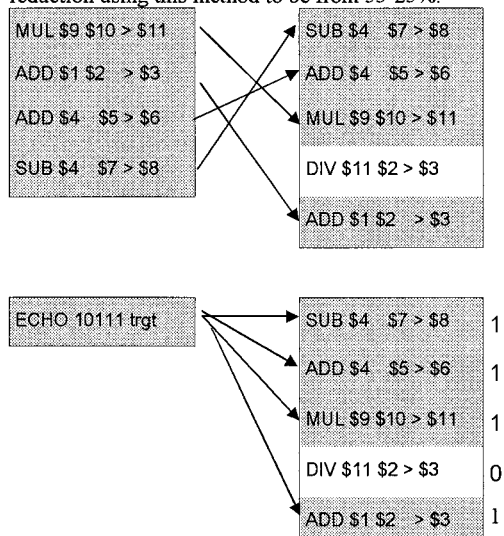 reduction using this method to be from
MUL $9 $10 > $11
ADD $1 $2 > $3
ADD $4 $5 > $6
SUB $4 $7 > $8
SUB $4 $7 > $8
ADD $4 $5 > $6
MUL $9 $10 > $11
DIV $11 $2 > $3
ADD $1 $2 > $3
ECHO 10111 trgt
SUB $4 $7 > $8 1
ADD $4 $5 > $6 1
MUL $9 $10 > $11 1
DIV $11 $2 > $3 0
ADD $1 $2 > $3 1